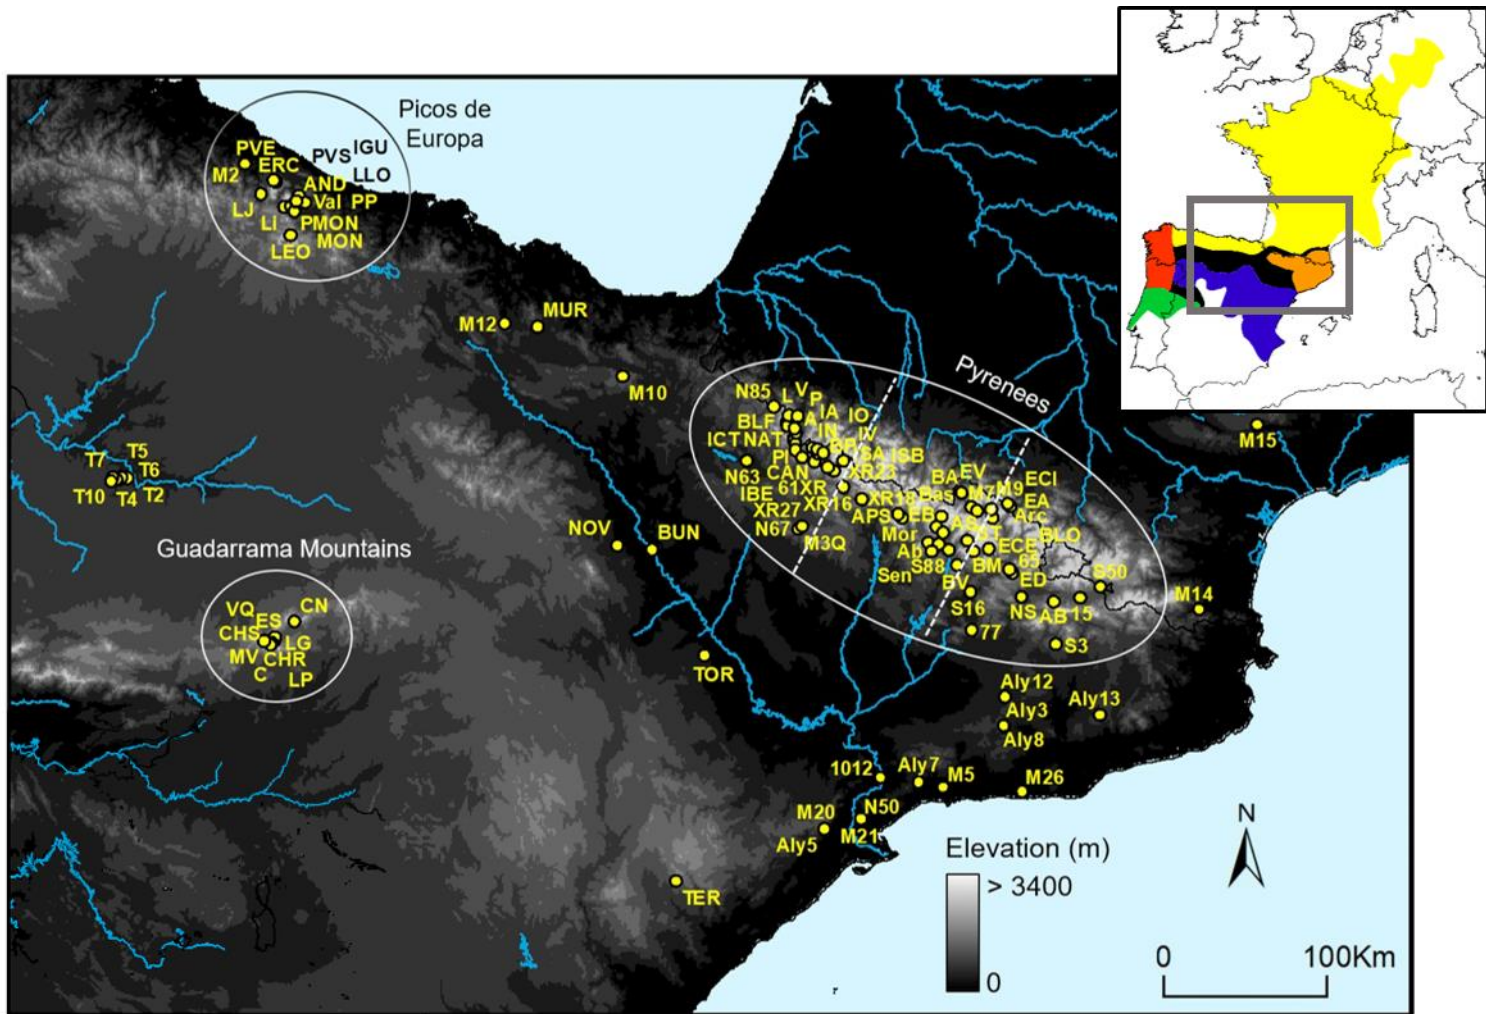 Picos de
Europa
PVE
ERC
PVS
IGU
LLO
M2
AND
Val
PP
LJ
Li
PMON
MON
LEO
M12
MUR
M10
Pyrenees
N85
L
V
P
IA
IO
BLF
A
IN
IV
ICT
NAT
BP
PI
SA
ISB
N63
CAN
XR23
IBE
61XR
XR27
XR16
XR18
N67
M3Q
APS
BA
EV
ECI
Bas
M7
M9
EA
EB
Arc
AS
ST
BLO
Mor
Ab
ECE
S88
BM
65
Sen
BV
ED
S50
S16
NS
AB
15
M14
77
S3
M15
T5
T7
T6
T10
T4
T2
NOV
BUN
Guadarrama Mountains
VQ
ES
CN
CHS
LG
MV
CHR
C
LP
TOR
Aly12
Aly13
Aly3
Aly8
1012
Aly7
M5
M26
M20
N50
Aly5
M21
TER
Elevation (m)
> 3400
0
N
0
100Km